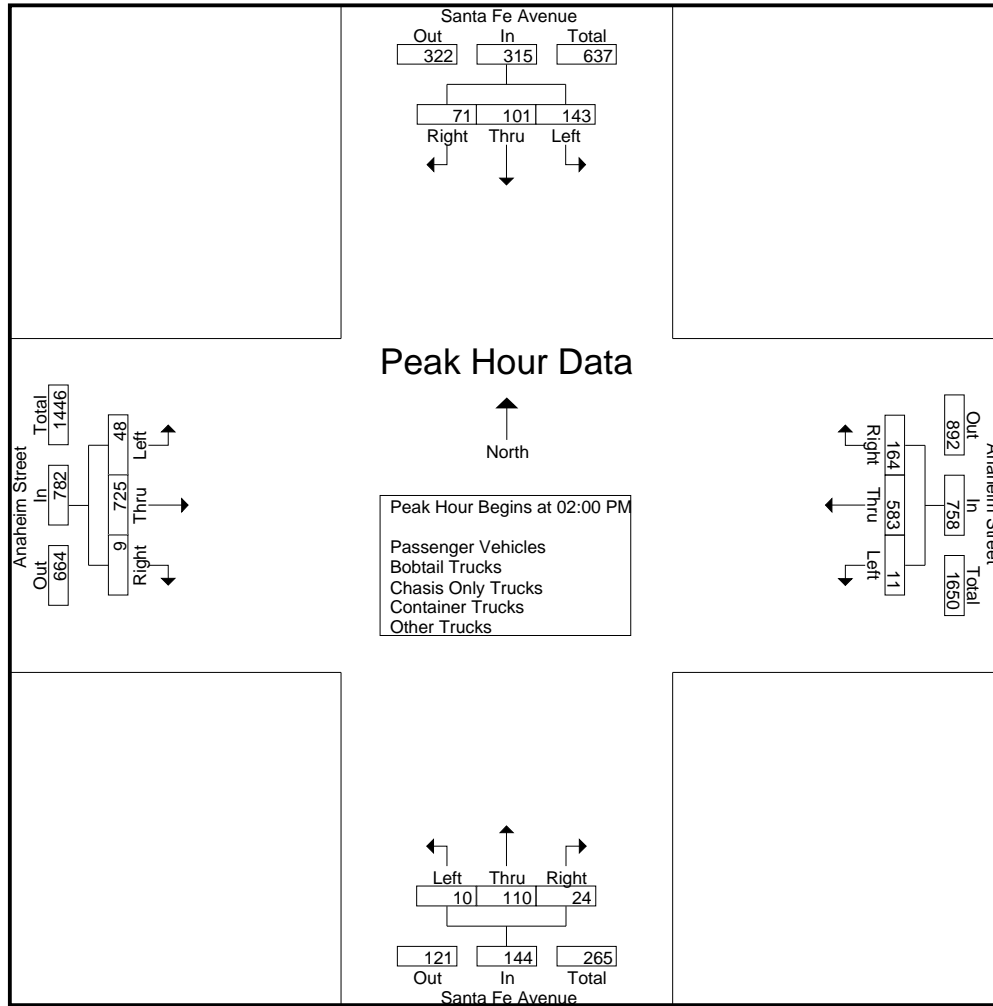 Santa Fe Avenue
Out In Total
322 315 637
71 101 143
Right Thru Left
Peak Hour Data
North
Peak Hour Begins at 02:00 PM
Passenger Vehicles
Bobtail Trucks
Chasis Only Trucks
Container Trucks
Other Trucks
Anaheim Street
Out In Total
664 782 1446
9 725 48
Right Thru Left
Anaheim Street
Out In Total
892 758 1650
164 583 11
Right Thru Left
Left Thru Right
10 110 24
121 144 265
Out In Total
Santa Fe Avenue